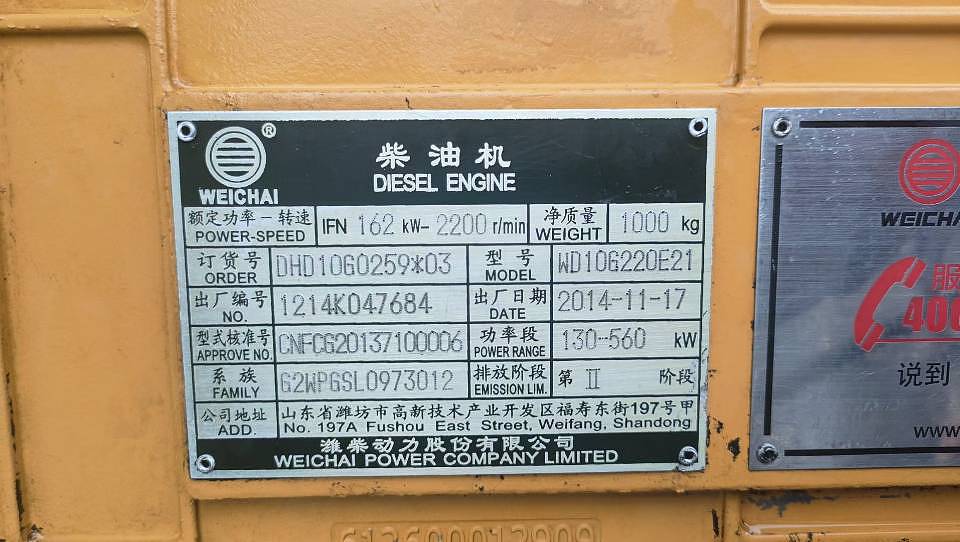 ®
WEICHAI
柴油机
DIESEL ENGINE
额定功率-转速
POWER-SPEED
IFN 162 kW- 2200 r/min
净质量
WEIGHT
1000 kg
订货号
ORDER
DHD10G0259*03
型号
MODEL
WD10G220E21
出厂编号
NO.
1214K047684
出厂日期
DATE
2014-11-17
型式核准号
APPROVE NO.
CNFCG20137100006
功率段
POWER RANGE
130-560 kW
系族
FAMILY
G2WPGSL0973012
排放阶段
EMISSION LIM.
第 II 阶段
公司地址
ADD.
山东省潍坊市高新技术产业开发区福寿东街197号甲
No. 197A Fushou East Street, Weifang, Shandong
潍柴动力股份有限公司
WEICHAI POWER COMPANY LIMITED
WEICHA
服
400
说到
www.